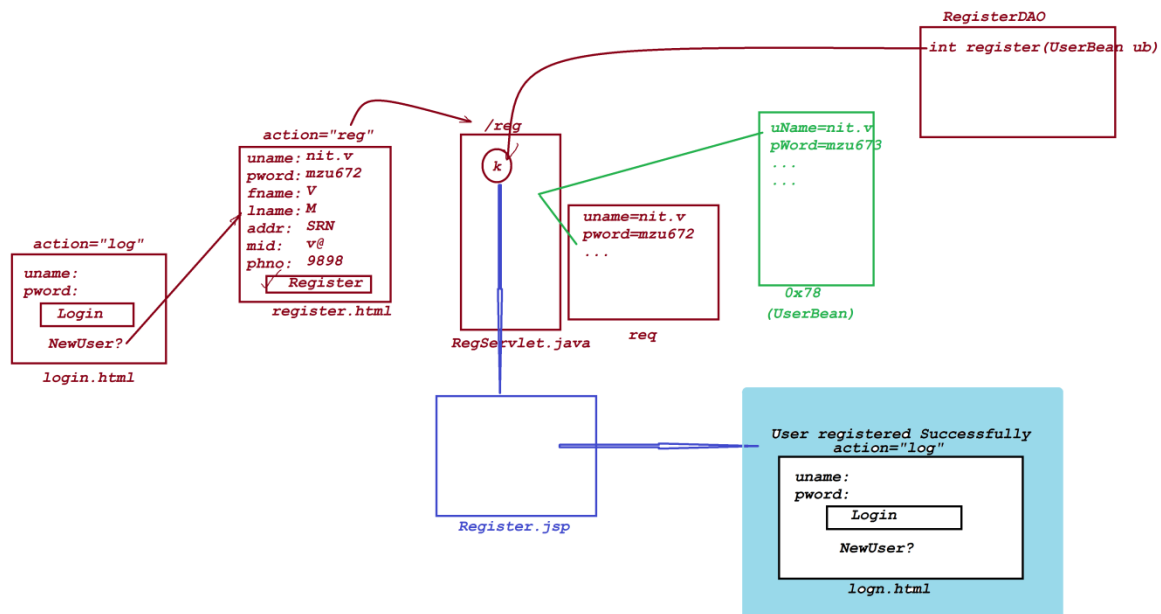 RegisterDAO
int register(UserBean ub)
action="reg"
uname: nit.v
pword: mzu672
fname: V
lname: M
addr: SRN
mid: v@
phno: 9898
Register
register.html
action="log"
uname:
pword:
Login
NewUser?
login.html
/reg
k
RegServlet.java
uname=nit.v
pword=mzu672
...
req
uName=nit.v
pWord=mzu673
...
...
0x78
(UserBean)
Register.jsp
User registered Successfully
action="log"
uname:
pword:
Login
NewUser?
logn.html